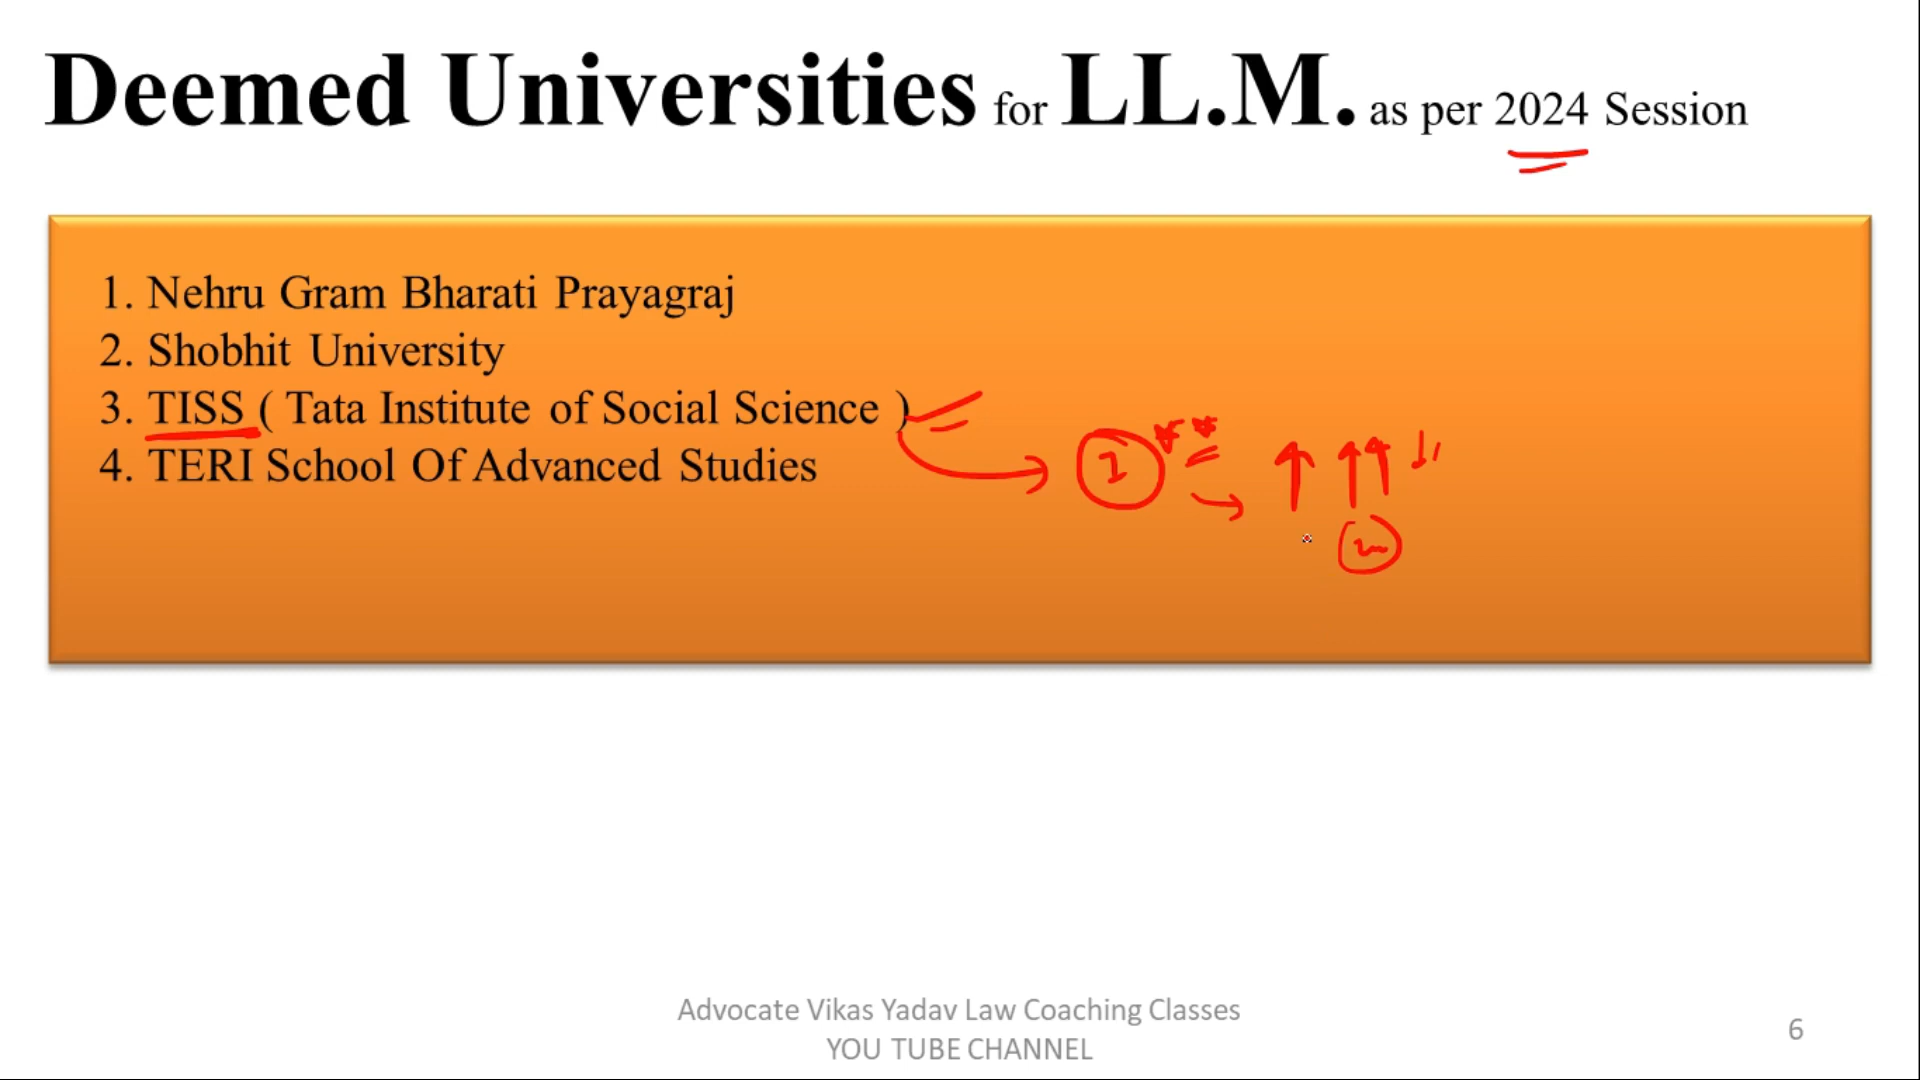 Deemed Universities for LL.M. as per 2024 Session
1. Nehru Gram Bharati Prayagraj
2. Shobhit University
3. TISS ( Tata Institute of Social Science )
4. TERI School Of Advanced Studies
Advocate Vikas Yadav Law Coaching Classes
YOU TUBE CHANNEL
6